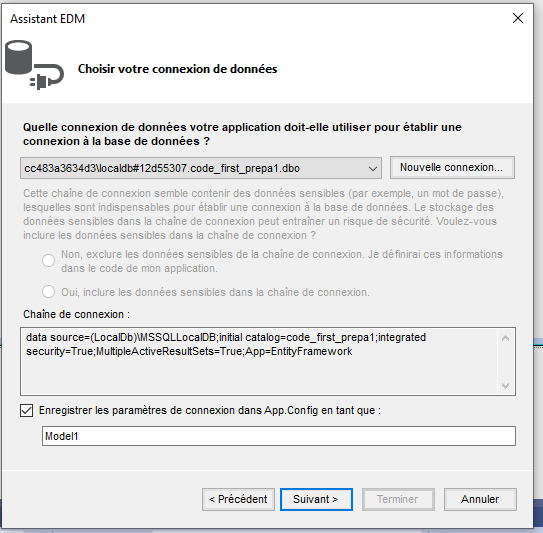 Assistant EDM
Choisir votre connexion de données
Quelle connexion de données votre application doit-elle utiliser pour établir une
connexion à la base de données ?
cc483a3634d3\localdb#12d55307.code_first_prepa1.dbo
Nouvelle connexion...
Cette chaîne de connexion semble contenir des données sensibles (par exemple, un mot de passe),
lesquelles sont indispensables pour établir une connexion à la base de données. Le stockage des
données sensibles dans la chaîne de connexion peut entraîner un risque de sécurité. Voulez-vous
inclure les données sensibles dans la chaîne de connexion ?
Non, exclure les données sensibles de la chaîne de connexion. Je définirai ces informations
dans le code de mon application.
Oui, inclure les données sensibles dans la chaîne de connexion.
Chaîne de connexion :
data source=(LocalDb)\MSSQLLocalDB;initial catalog=code_first_prepa1;integrated
security=True;MultipleActiveResultSets=True;App=EntityFramework
Enregistrer les paramètres de connexion dans App.Config en tant que :
Model1
< Précédent
Suivant >
Terminer
Annuler